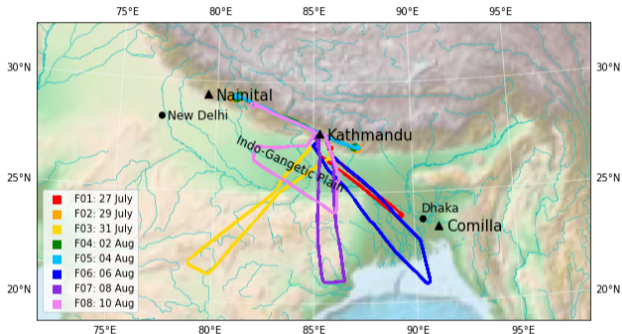 75°E 80°E 85°E 90°E 95°E
30°N 30°N
Nainital
New Delhi
Kathmandu
Indo-Gangetic Plain
25°N 25°N
Dhaka
Comilla
F01: 27 July
F02: 29 July
F03: 31 July
F04: 02 Aug
F05: 04 Aug
F06: 06 Aug
F07: 08 Aug
F08: 10 Aug
20°N 20°N
75°E 80°E 85°E 90°E 95°E